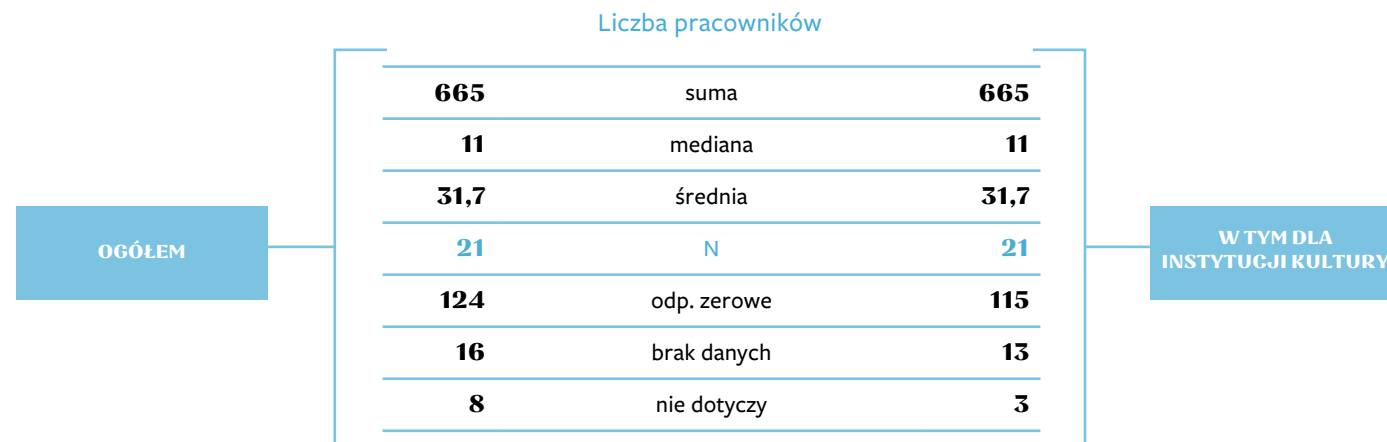 Liczba pracowników
665 suma 665
11 mediana 11
31,7 średnia 31,7
OGÓŁEM
21 N 21
W TYM DLA
INSTYTUCJI KULTURY
124 odp. zerowe 115
16 brak danych 13
8 nie dotyczy 3